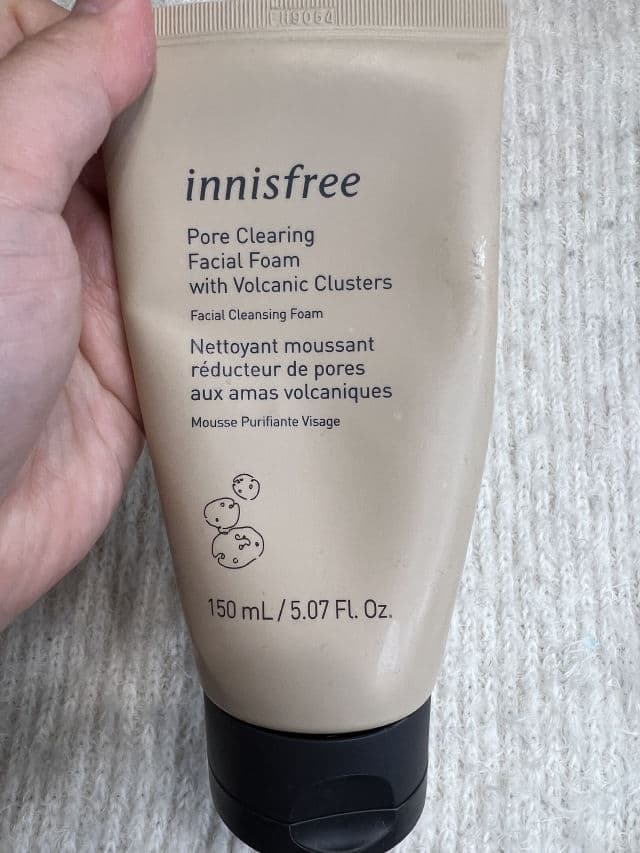 innisfree
Pore Clearing
Facial Foam
with Volcanic Clusters
Facial Cleansing Foam
Nettoyant moussant
réducteur de pores
aux amas volcaniques
Mousse Purifiante Visage
150 mL / 5.07 Fl. Oz.